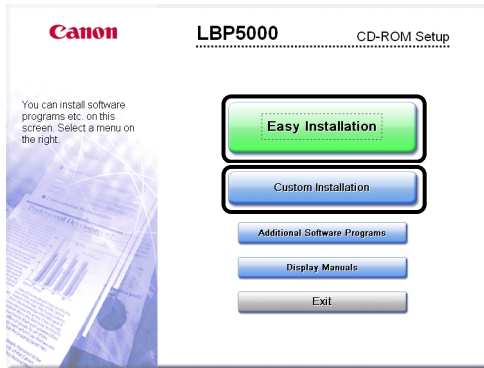 Canon
LBP5000
CD-ROM Setup
You can install software
programs etc. on this
screen. Select a menu on
the right.
Easy Installation
Custom Installation
Additional Software Programs
Display Manuals
Exit